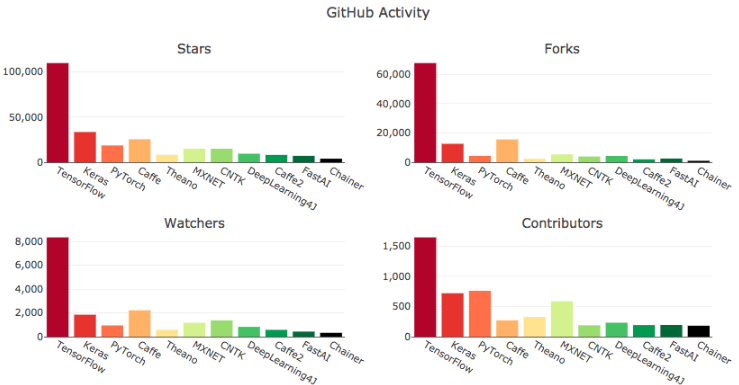 GitHub Activity
Stars
100,000
50,000
0
TensorFlow
Keras
PyTorch
Caffe
Theano
MXNET
CNTK
DeepLearning4J
Caffe2
FastAI
Chainer
Forks
60,000
40,000
20,000
0
TensorFlow
Keras
PyTorch
Caffe
Theano
MXNET
CNTK
DeepLearning4J
Caffe2
FastAI
Chainer
Watchers
8,000
6,000
4,000
2,000
0
TensorFlow
Keras
PyTorch
Caffe
Theano
MXNET
CNTK
DeepLearning4J
Caffe2
FastAI
Chainer
Contributors
1,500
1,000
500
0
TensorFlow
Keras
PyTorch
Caffe
Theano
MXNET
CNTK
DeepLearning4J
Caffe2
FastAI
Chainer